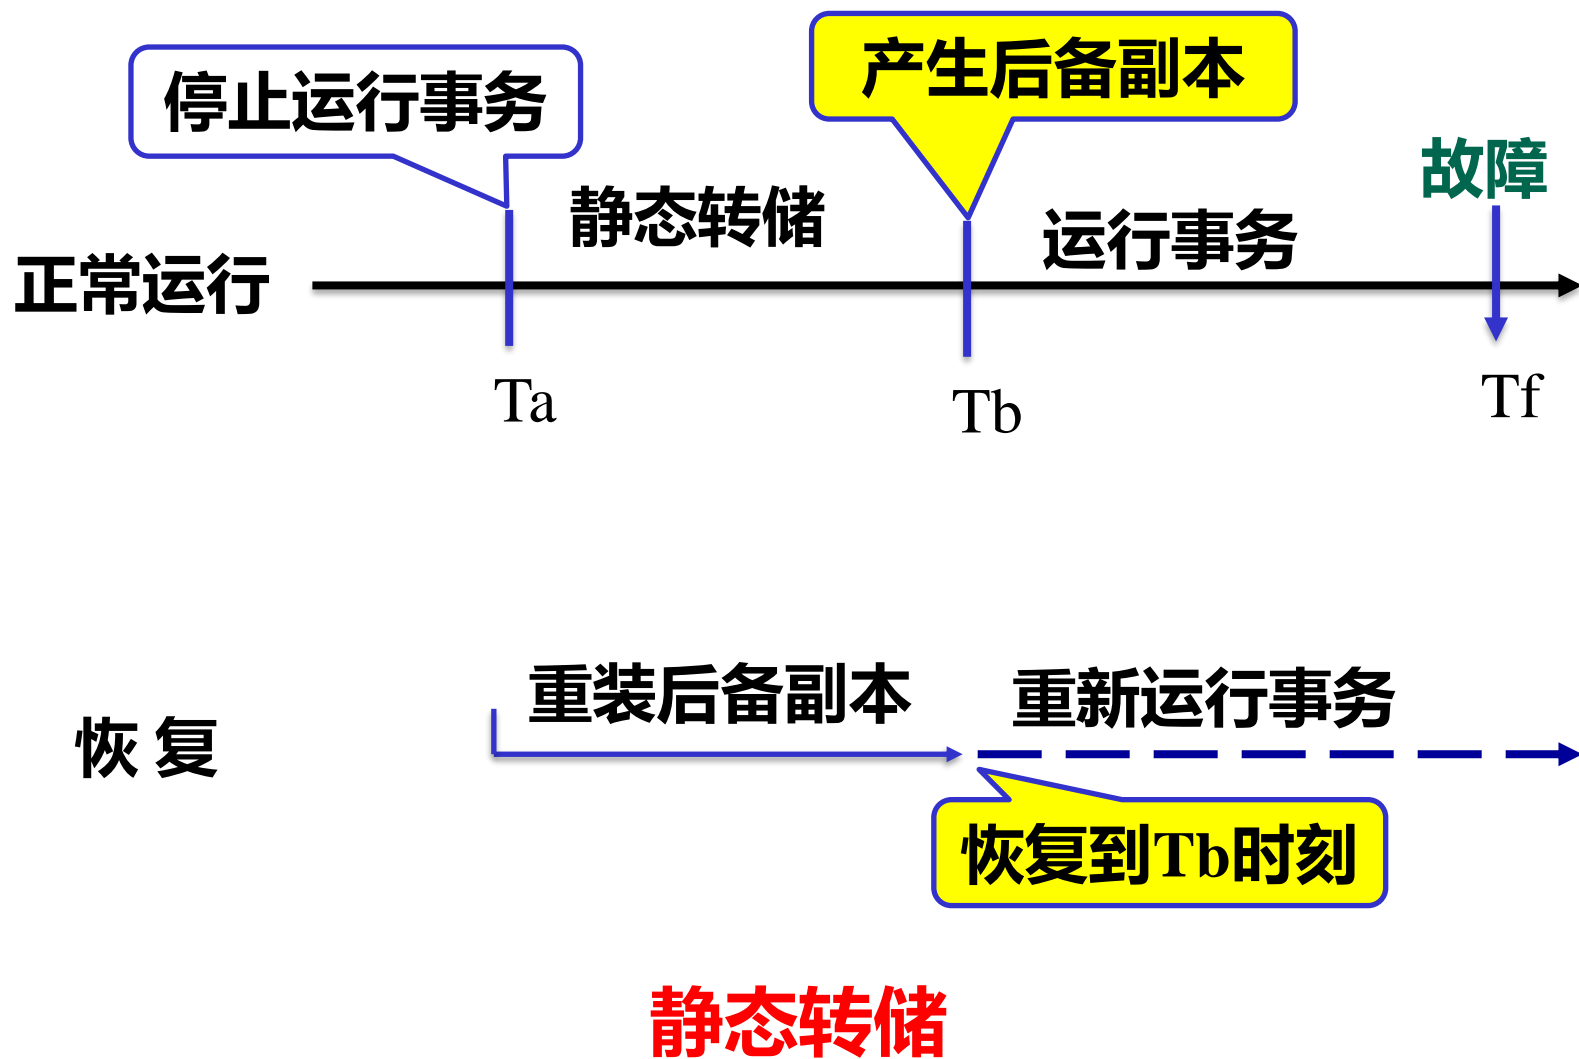 停止运行事务
产生后备副本
故障
静态转储
运行事务
正常运行
Ta
Tb
Tf
重装后备副本
重新运行事务
恢 复
恢复到Tb时刻
静态转储